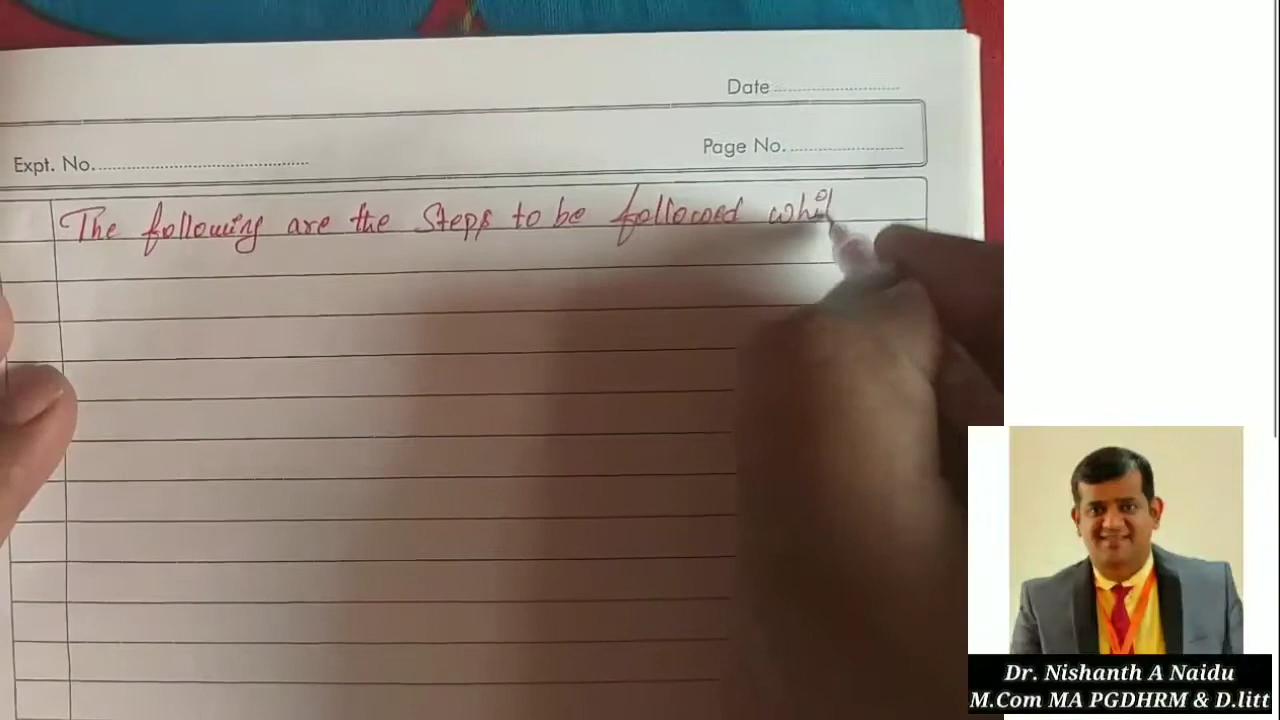 Date
Expt. No.
Page No.
The following are the Steps to be followed whil
Dr. Nishanth A Naidu
M.Com MA PGDHRM & D.litt